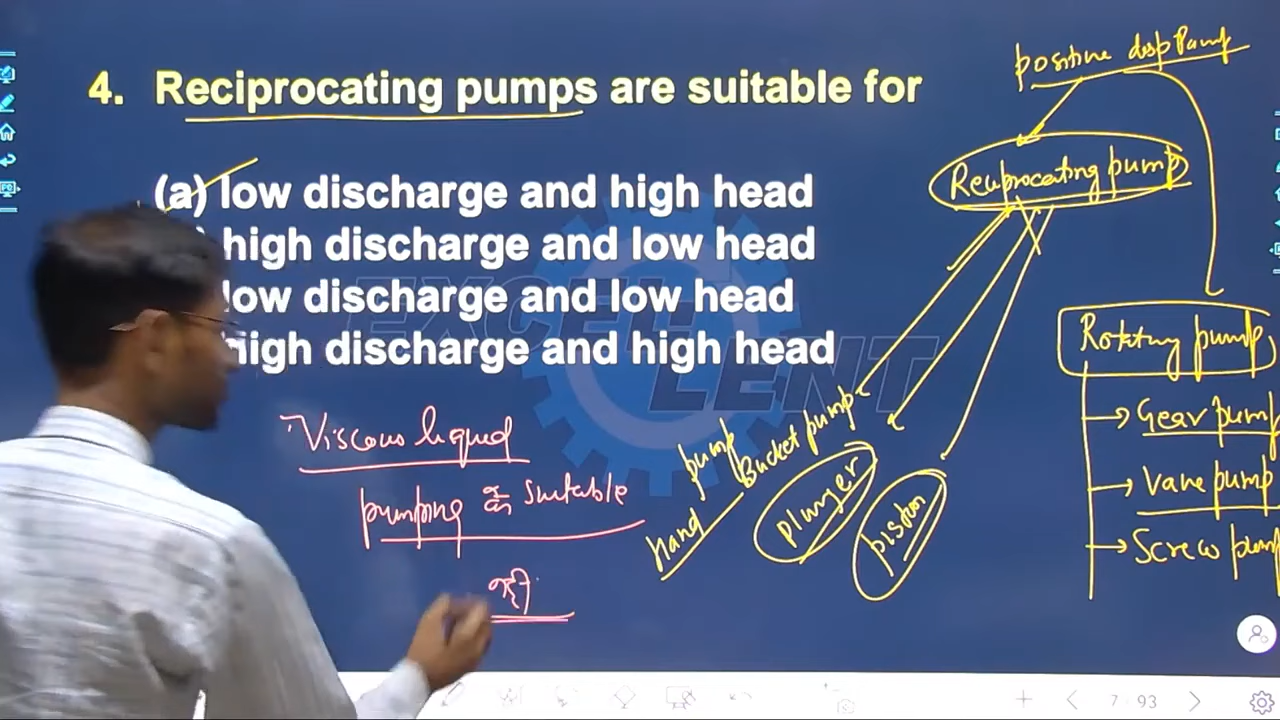 4. Reciprocating pumps are suitable for
(a) low discharge and high head
high discharge and low head
low discharge and low head
high discharge and high head
EXCELLENT
Viscous liquid
pumping के suitable
positive disp Pump
Reciprocating pump
hand pump
Bucket pump
plunger
piston
Rotating pump
Gear pump
Vane pump
Screw pump
7 / 93